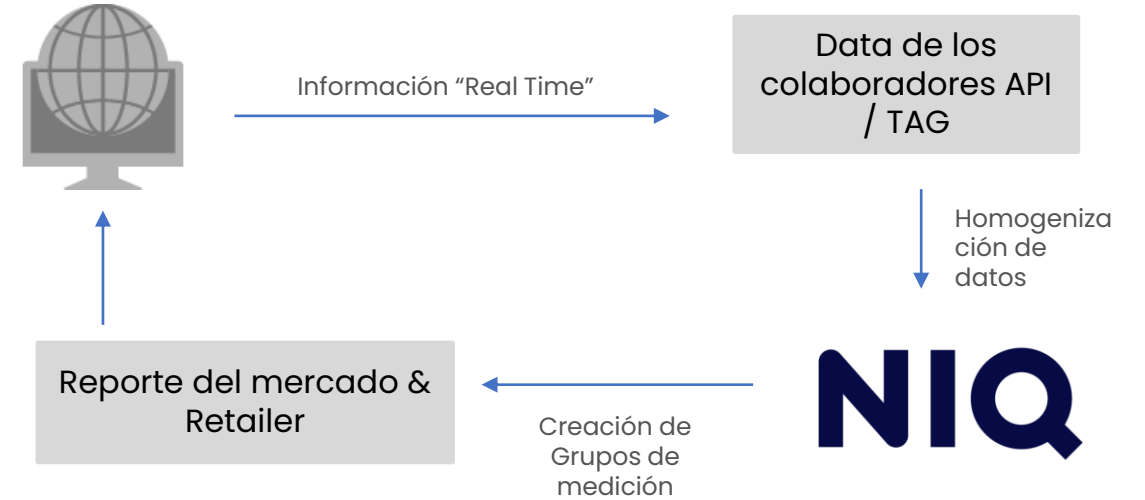 Información “Real Time”
Data de los
colaboradores API
/ TAG
Homogeniza
ción de
datos
NIQ
Reporte del mercado &
Retailer
Creación de
Grupos de
medición